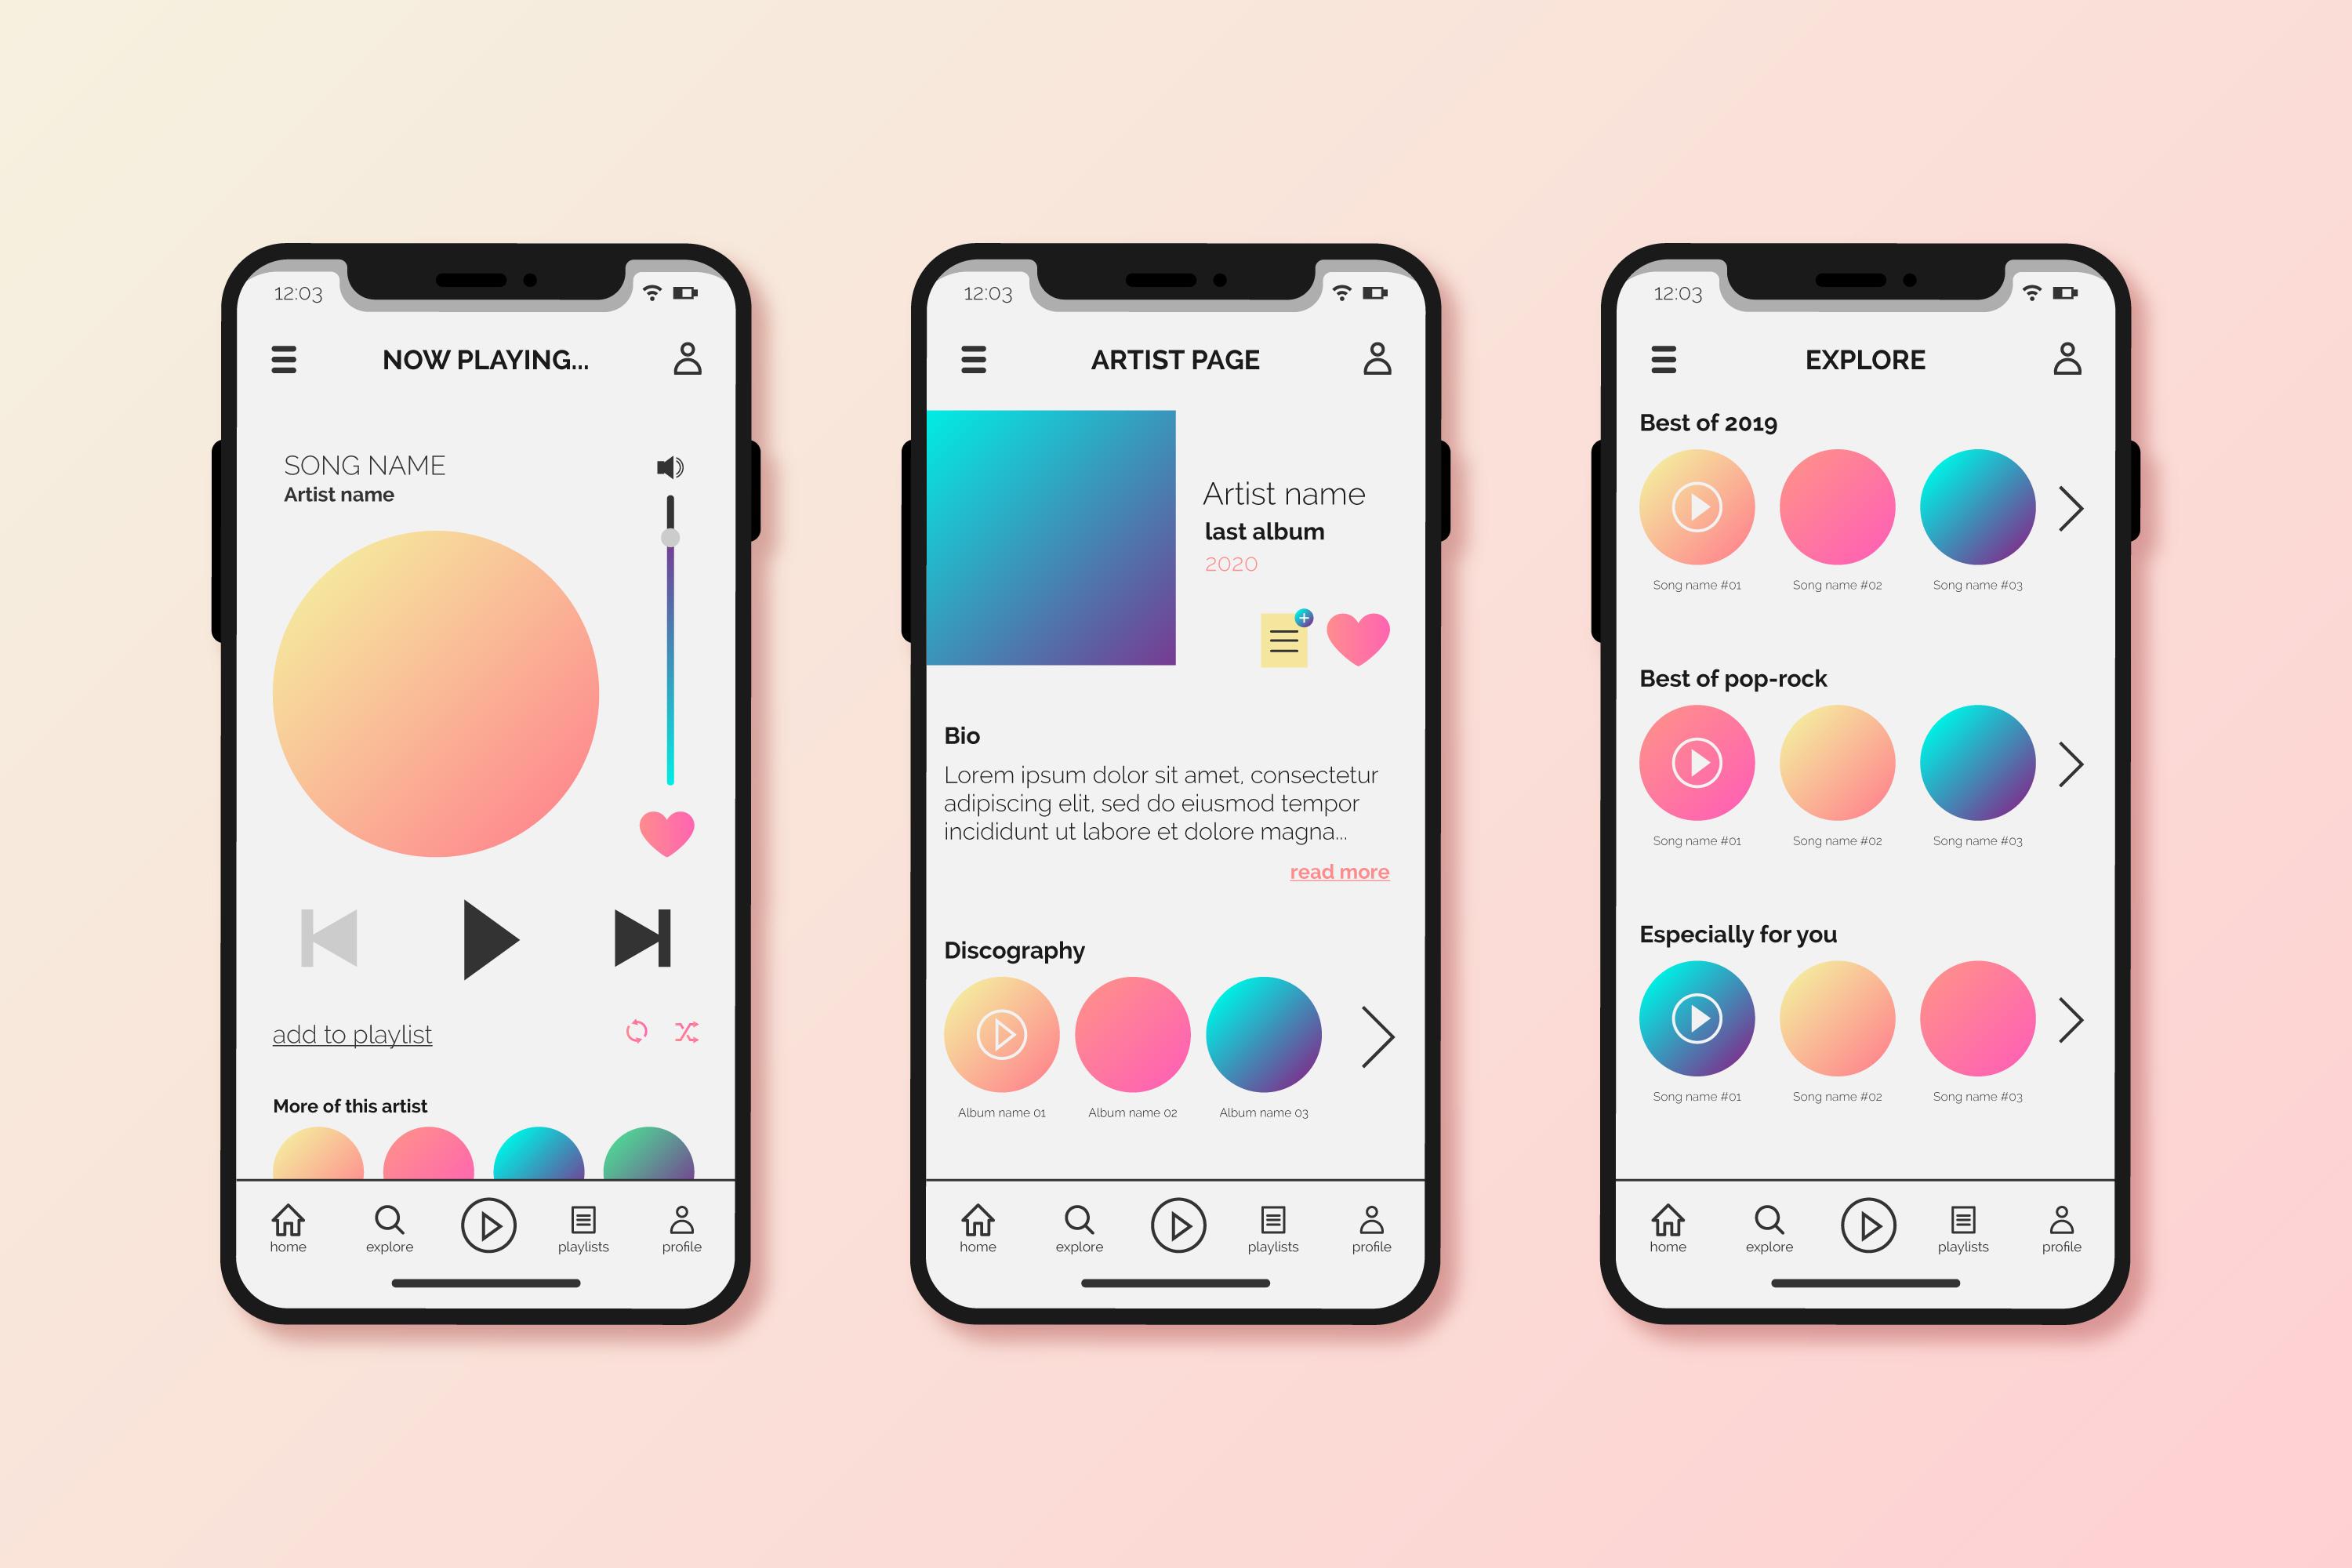 12:03
NOW PLAYING...
SONG NAME
Artist name
add to playlist
More of this artist
home
explore
playlists
profile
12:03
ARTIST PAGE
Artist name
last album
2020
Bio
Lorem ipsum dolor sit amet, consectetur
adipiscing elit, sed do eiusmod tempor
incididunt ut labore et dolore magna...
read more
Discography
Album name 01
Album name 02
Album name 03
home
explore
playlists
profile
12:03
EXPLORE
Best of 2019
Song name #01
Song name #02
Song name #03
Best of pop-rock
Song name #01
Song name #02
Song name #03
Especially for you
Song name #01
Song name #02
Song name #03
home
explore
playlists
profile